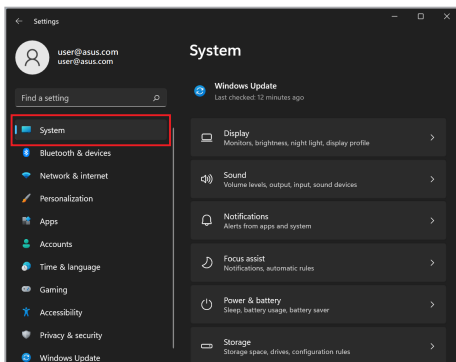 Settings
user@asus.com
user@asus.com
Find a setting
System
Bluetooth & devices
Network & internet
Personalization
Apps
Accounts
Time & language
Gaming
Accessibility
Privacy & security
Windows Update
System
Windows Update
Last checked: 12 minutes ago
Display
Monitors, brightness, night light, display profile
Sound
Volume levels, output, input, sound devices
Notifications
Alerts from apps and system
Focus assist
Notifications, automatic rules
Power & battery
Sleep, battery usage, battery saver
Storage
Storage space, drives, configuration rules